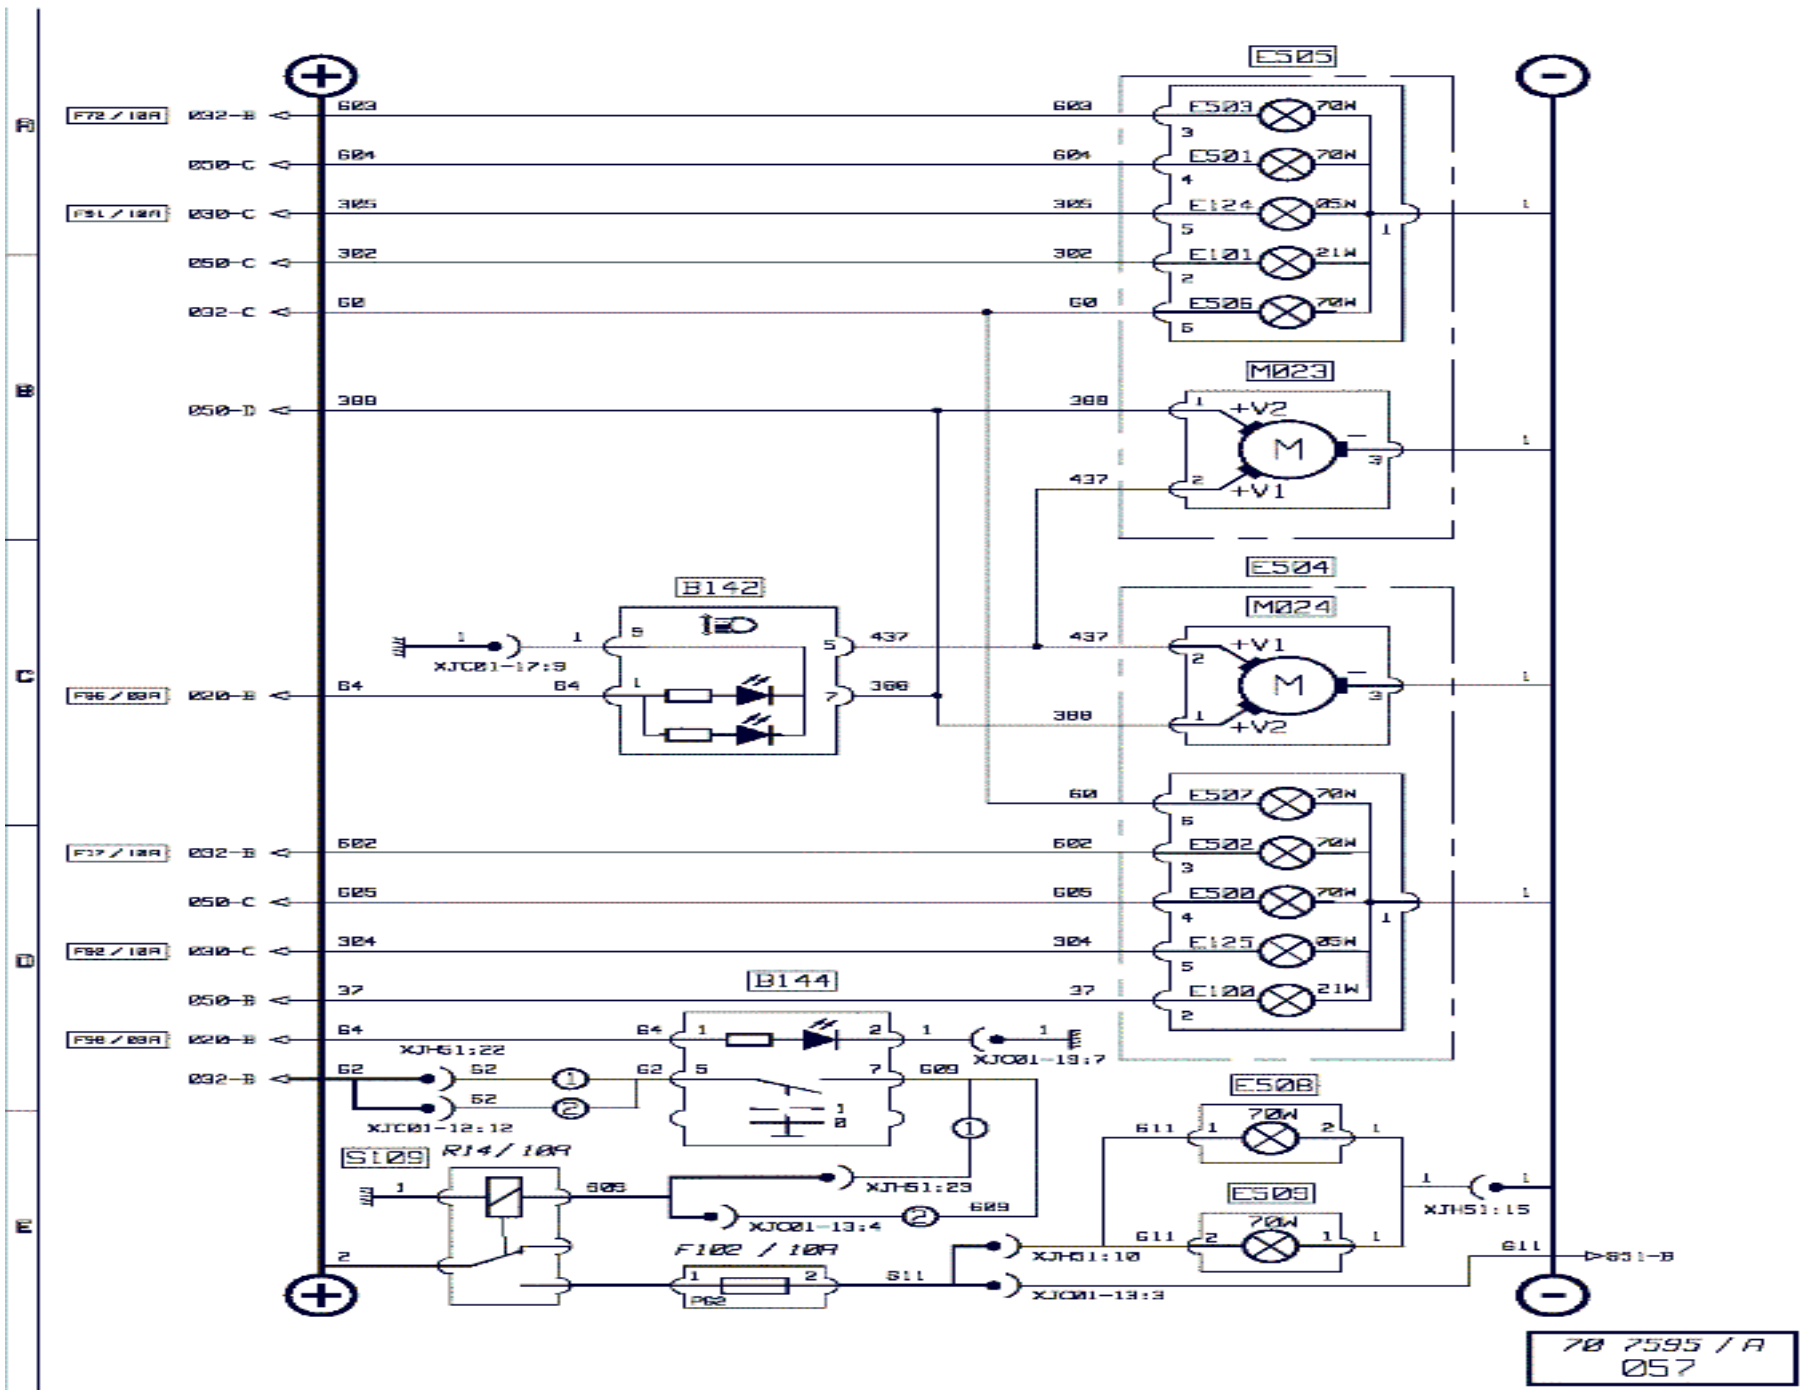 E505
A
F72 / 10A 032-B 603 603 E503 70W
3
050-C 604 604 E501 70W
4
F91 / 10A 030-C 305 305 E124 05W 1
5 1
050-C 302 302 E101 21W
2
032-C 60 60 E506 70W
6
M023
B
050-D 388 388 1 +V2
M 3 1
437 2 +V1
E504
B142
M024
1 1 9 5 437 437 2 +V1
XJC01-17:9
C
M 3 1
F96 / 08A 020-B 64 64 1 7 388
388 1 +V2
60 E507 70W
6
F37 / 10A 032-B 602 602 E502 70W
3
050-C 605 605 E500 70W 1
4 1
F92 / 10A 030-C 304 304 E125 05W
D
5
B144
050-B 37 37 E100 21W
2
F98 / 08A 020-B 64 64 1 2 1 1
XJH51:22 XJC01-19:7
032-B 62 62 1 62 5 7 609
62 2
1
0
XJC01-12:12
E508
70W
611 1 2 1
1
S109 R14/ 10A
1 609
XJH51:23
XJC01-13:4 2 609
E509
70W
611 2 1 1
1 1
XJH51:15
E
2
F102 / 10A
1 2 611
P62
XJH51:10
XJC01-13:3
611 891-B
70 7595 / A
057